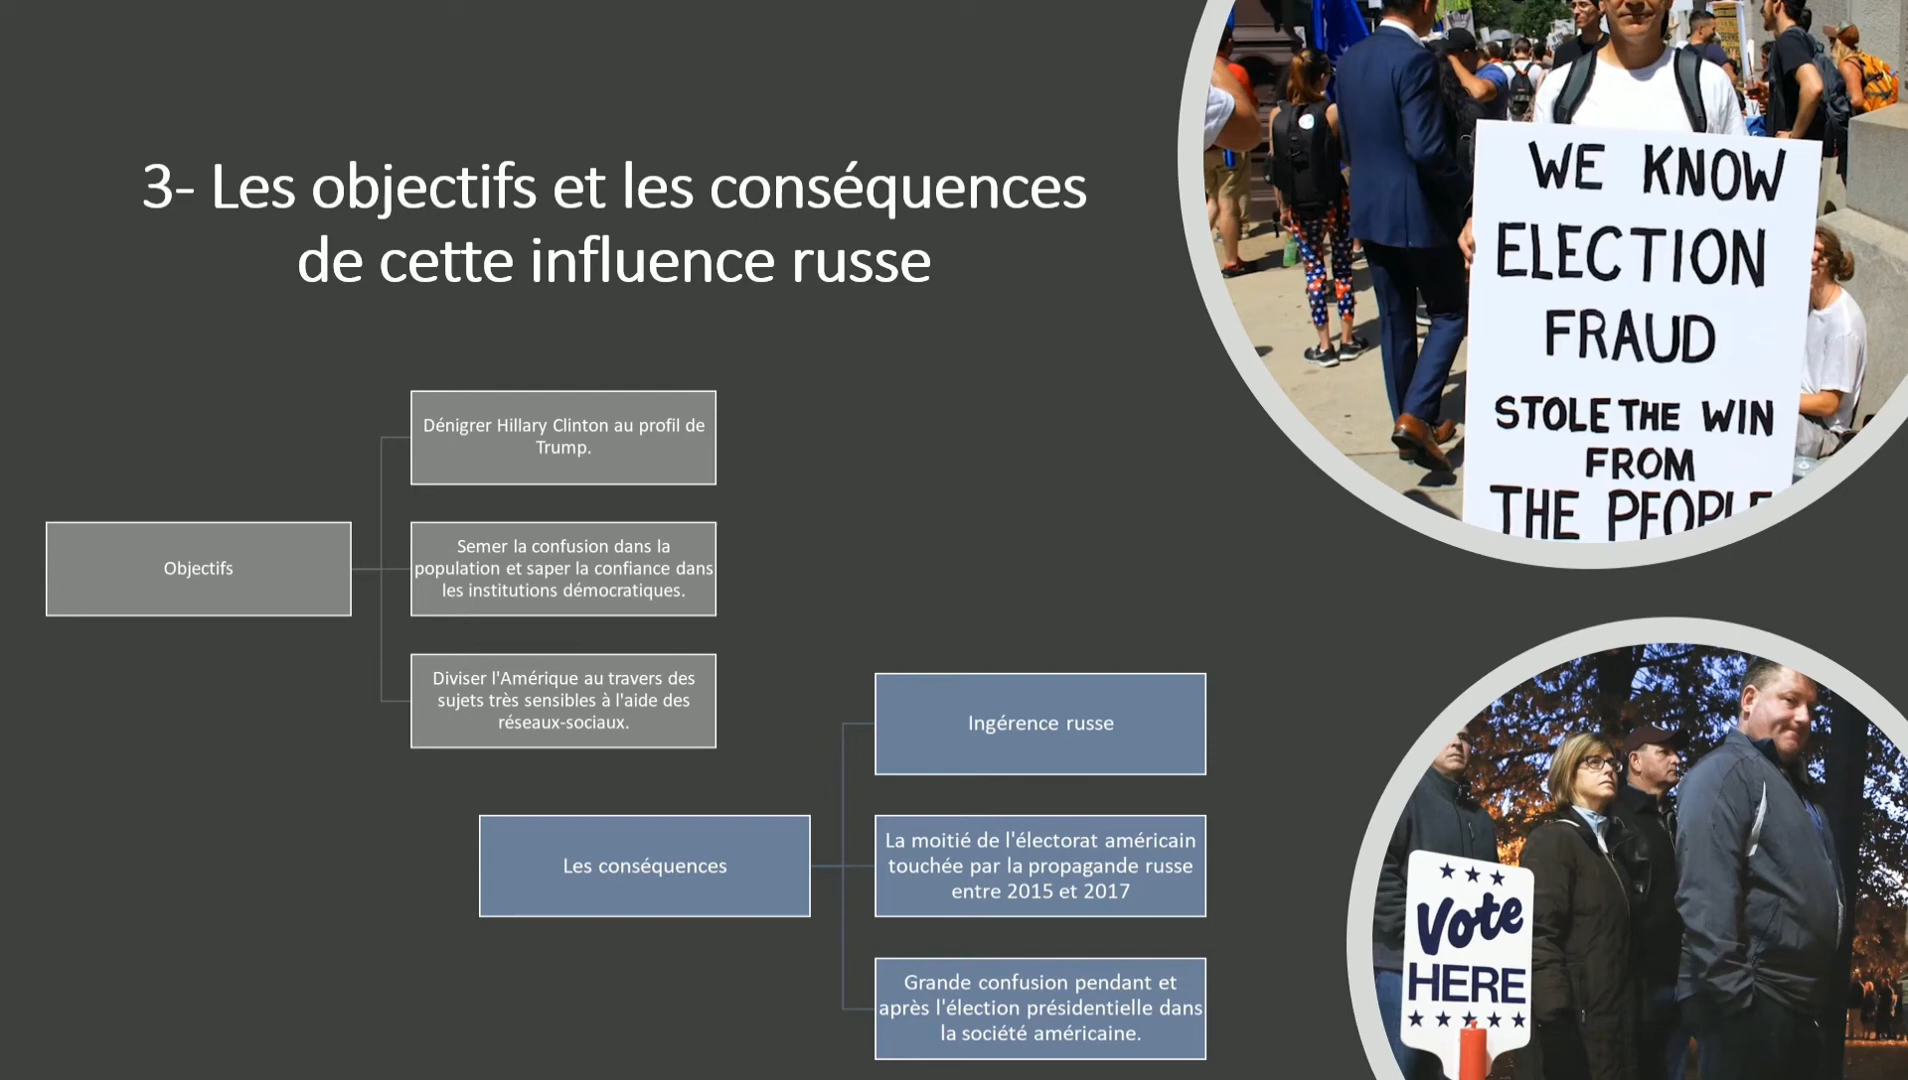 3- Les objectifs et les conséquences
de cette influence russe
Objectifs
Dénigrer Hillary Clinton au profil de
Trump.
Semer la confusion dans la
population et saper la confiance dans
les institutions démocratiques.
Diviser l'Amérique au travers des
sujets très sensibles à l'aide des
réseaux-sociaux.
Les conséquences
Ingérence russe
La moitié de l'électorat américain
touchée par la propagande russe
entre 2015 et 2017
Grande confusion pendant et
après l'élection présidentielle dans
la société américaine.
WE KNOW
ELECTION
FRAUD
STOLE THE WIN
FROM
THE PEOPLE
Vote
HERE